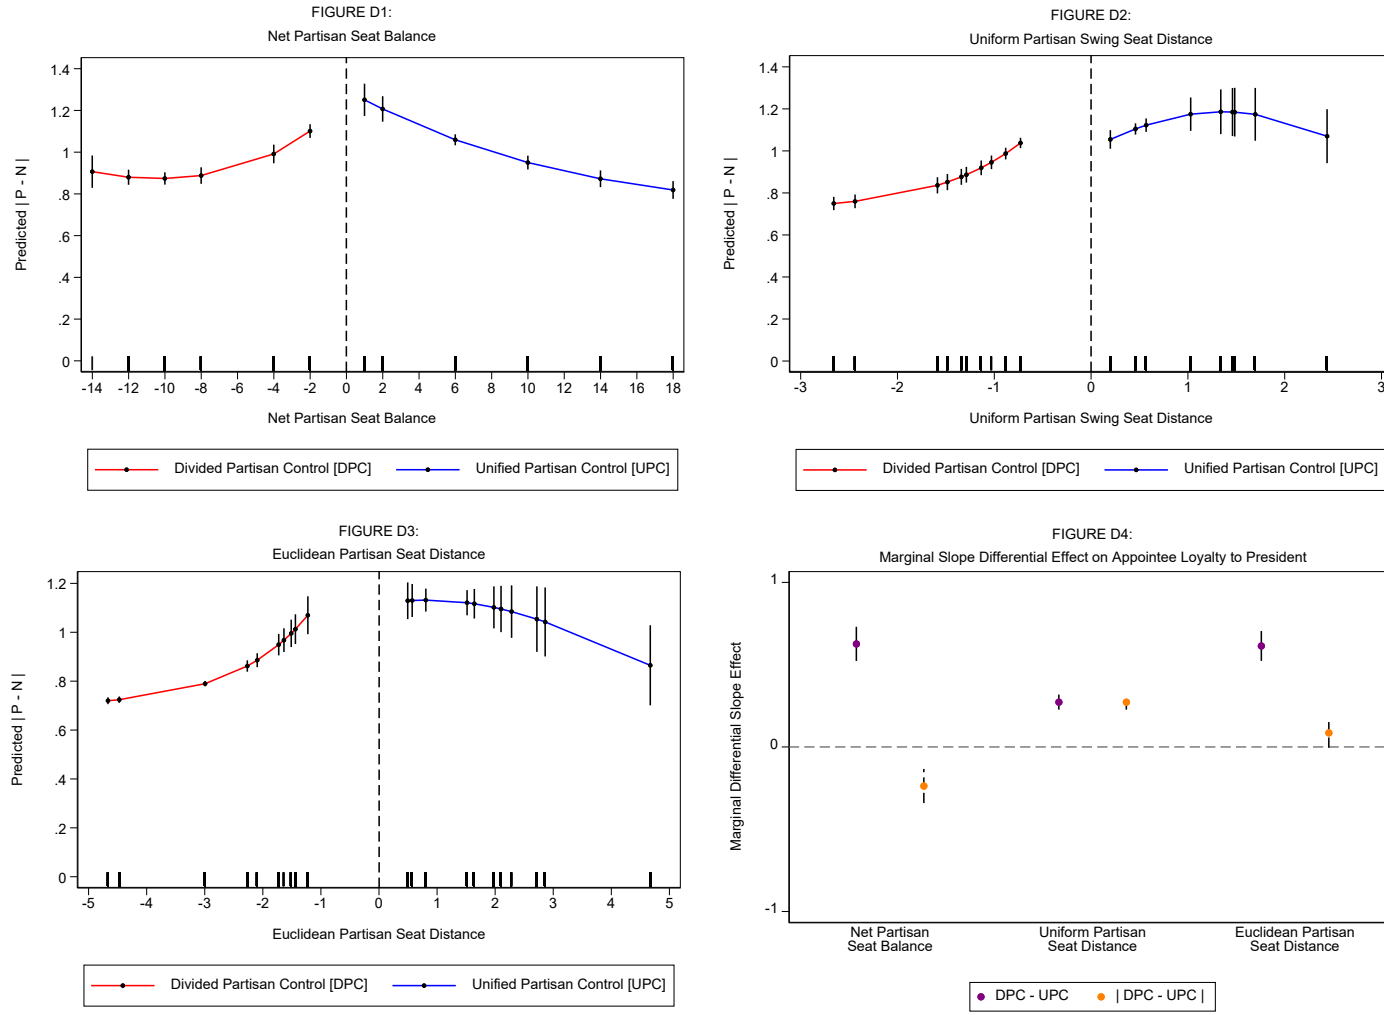 FIGURE D1:
Net Partisan Seat Balance
Predicted | P - N |
1.4
1.2
1
.8
.6
.4
.2
0
-14 -12 -10 -8 -6 -4 -2 0 2 4 6 8 10 12 14 16 18
Net Partisan Seat Balance
Divided Partisan Control [DPC] Unified Partisan Control [UPC]
FIGURE D2:
Uniform Partisan Swing Seat Distance
Predicted | P - N |
1.4
1.2
1
.8
.6
.4
.2
0
-3 -2 -1 0 1 2 3
Uniform Partisan Swing Seat Distance
Divided Partisan Control [DPC] Unified Partisan Control [UPC]
FIGURE D3:
Euclidean Partisan Seat Distance
Predicted | P - N |
1.2
1
.8
.6
.4
.2
0
-5 -4 -3 -2 -1 0 1 2 3 4 5
Euclidean Partisan Seat Distance
Divided Partisan Control [DPC] Unified Partisan Control [UPC]
FIGURE D4:
Marginal Slope Differential Effect on Appointee Loyalty to President
Marginal Differential Slope Effect
1
0
-1
Net Partisan Uniform Partisan Euclidean Partisan
Seat Balance Seat Distance Seat Distance
DPC - UPC | DPC - UPC |